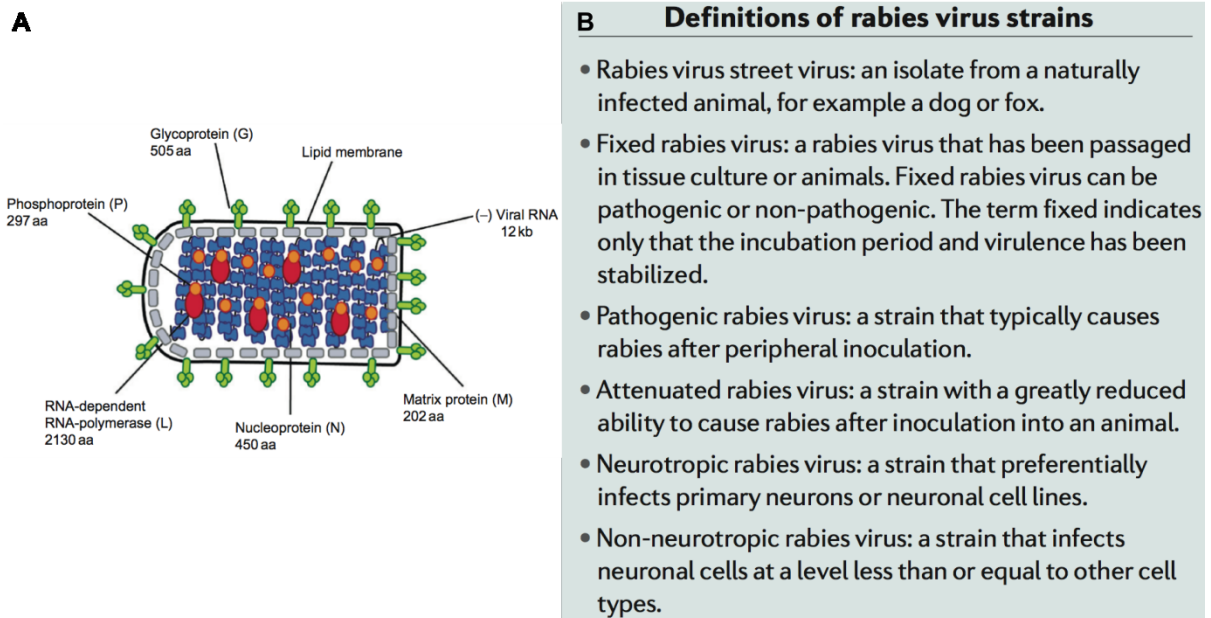 A
Glycoprotein (G)
505 aa
Lipid membrane
Phosphoprotein (P)
297 aa
(–) Viral RNA
12 kb
RNA-dependent
RNA-polymerase (L)
2130 aa
Nucleoprotein (N)
450 aa
Matrix protein (M)
202 aa
B
Definitions of rabies virus strains
• Rabies virus street virus: an isolate from a naturally
infected animal, for example a dog or fox.
• Fixed rabies virus: a rabies virus that has been passaged
in tissue culture or animals. Fixed rabies virus can be
pathogenic or non-pathogenic. The term fixed indicates
only that the incubation period and virulence has been
stabilized.
• Pathogenic rabies virus: a strain that typically causes
rabies after peripheral inoculation.
• Attenuated rabies virus: a strain with a greatly reduced
ability to cause rabies after inoculation into an animal.
• Neurotropic rabies virus: a strain that preferentially
infects primary neurons or neuronal cell lines.
• Non-neurotropic rabies virus: a strain that infects
neuronal cells at a level less than or equal to other cell
types.